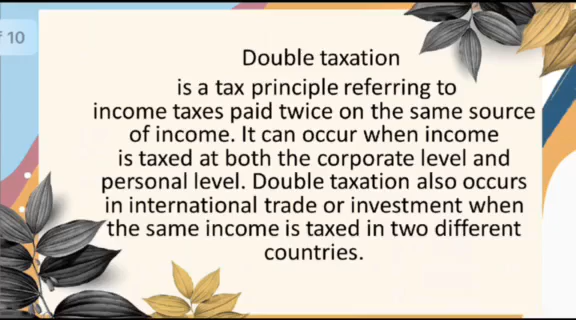 f 10
Double taxation
is a tax principle referring to
income taxes paid twice on the same source
of income. It can occur when income
is taxed at both the corporate level and
personal level. Double taxation also occurs
in international trade or investment when
the same income is taxed in two different
countries.